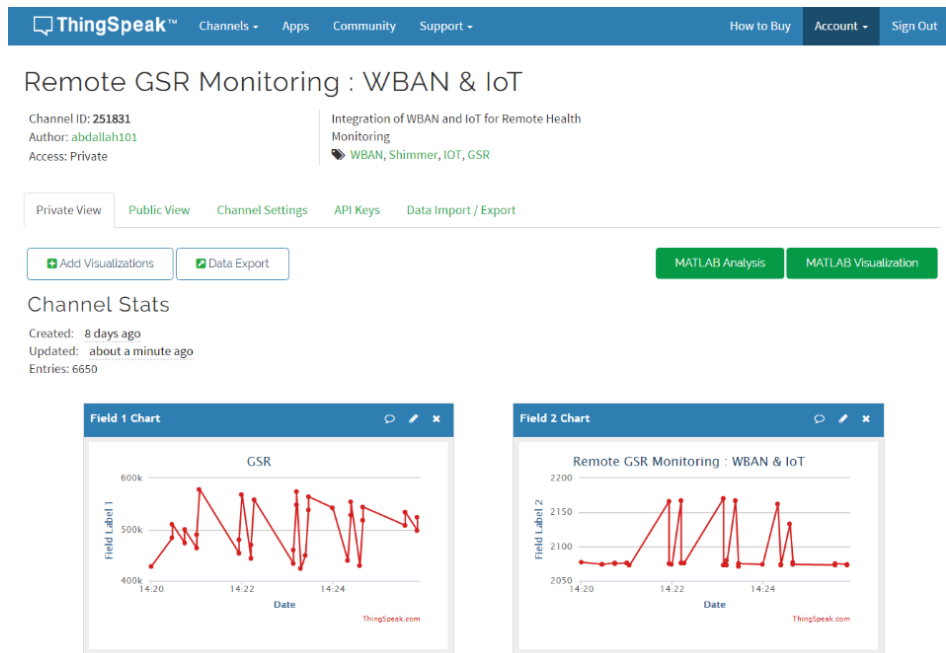 ThingSpeak™ Channels Apps Community Support How to Buy Account Sign Out
Remote GSR Monitoring : WBAN & IoT
Channel ID: 251831
Author: abdallah101
Access: Private
Integration of WBAN and IoT for Remote Health
Monitoring
WBAN, Shimmer, IOT, GSR
Private View Public View Channel Settings API Keys Data Import / Export
Add Visualizations Data Export MATLAB Analysis MATLAB Visualization
Channel Stats
Created: 8 days ago
Updated: about a minute ago
Entries: 6650
Field 1 Chart
GSR
600k
500k
400k
Field Label 1
14:20 14:22 14:24
Date
ThingSpeak.com
Field 2 Chart
Remote GSR Monitoring : WBAN & IoT
2200
2150
2100
2050
Field Label 2
14:20 14:22 14:24
Date
ThingSpeak.com